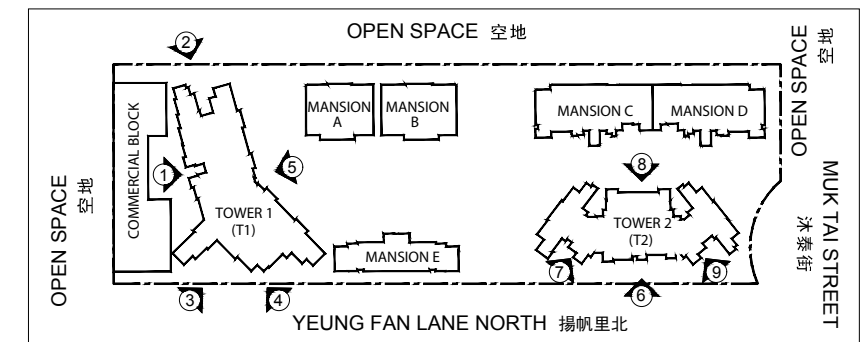 OPEN SPACE 空地
2
OPEN SPACE 空地
COMMERCIAL BLOCK
MANSION
A
MANSION
B
MANSION C
MANSION D
1
5
8
OPEN SPACE
空地
TOWER 1
(T1)
TOWER 2
(T2)
MUK TAI STREET
沐泰街
MANSION E
7
9
3
4
6
YEUNG FAN LANE NORTH 揚帆里北